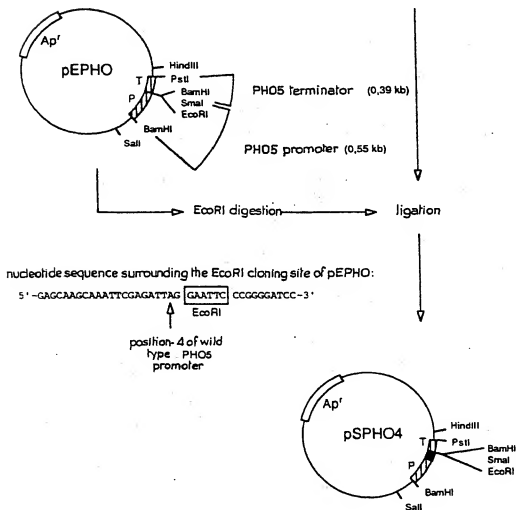 Apr
pEPHO
HindIII
T PstI
P
BamHI
SmaI
EcoRI
BamHI
SalI
PHO5 terminator (0,39 kb)
PHO5 promoter (0,55 kb)
EcoRI digestion
ligation
nucleotide sequence surrounding the EcoRI cloning site of pEPHO:
5'-GAGCAAGCAAATTCGAGATTAG GAATTC CCGGGGATCC-3'
EcoRI
position-4 of wild
type PHO5
promoter
Apr
pSPHO4
HindIII
T PstI
P
BamHI
SmaI
EcoRI
BamHI
SalI